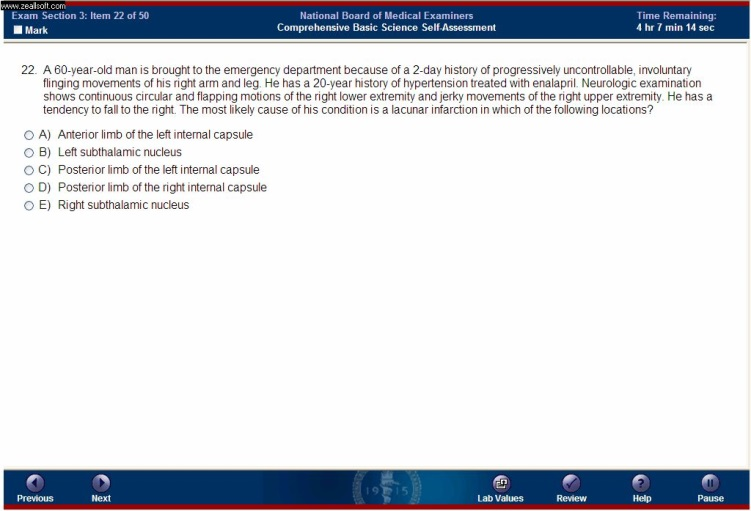 www.zeallsoft.com
Exam Section 3: Item 22 of 50
National Board of Medical Examiners
Time Remaining:
Mark
Comprehensive Basic Science Self-Assessment
4 hr 7 min 14 sec
22. A 60-year-old man is brought to the emergency department because of a 2-day history of progressively uncontrollable, involuntary
flinging movements of his right arm and leg. He has a 20-year history of hypertension treated with enalapril. Neurologic examination
shows continuous circular and flapping motions of the right lower extremity and jerky movements of the right upper extremity. He has a
tendency to fall to the right. The most likely cause of his condition is a lacunar infarction in which of the following locations?
A) Anterior limb of the left internal capsule
B) Left subthalamic nucleus
C) Posterior limb of the left internal capsule
D) Posterior limb of the right internal capsule
E) Right subthalamic nucleus
1915
Previous
Next
Lab Values
Review
Help
Pause